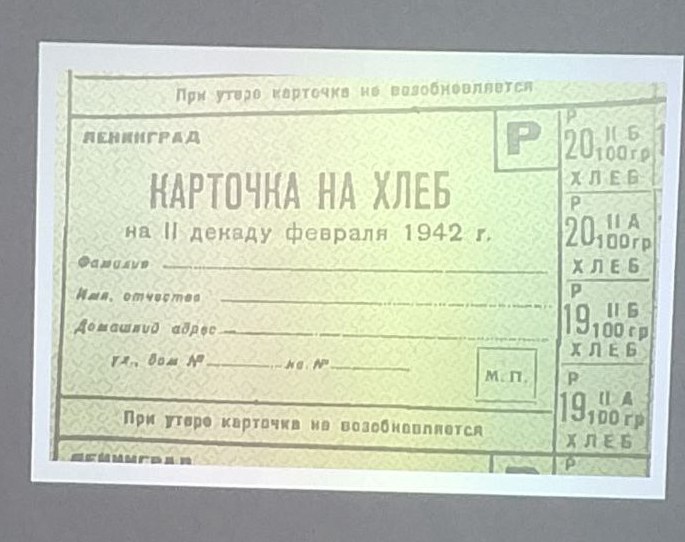 При утере карточка не возобновляется
ЛЕНИНГРАД
Р
КАРТОЧКА НА ХЛЕБ
на II декаду февраля 1942 г.
Фамилия
Имя, отчество
Домашний адрес
ул., дом № кв. №
М. П.
При утере карточка не возобновляется
ЛЕНИНГРАД
Р
20 II Б
100 гр
ХЛЕБ
Р
20 II А
100 гр
ХЛЕБ
Р
19 II Б
100 гр
ХЛЕБ
Р
19 II А
100 гр
ХЛЕБ
Р